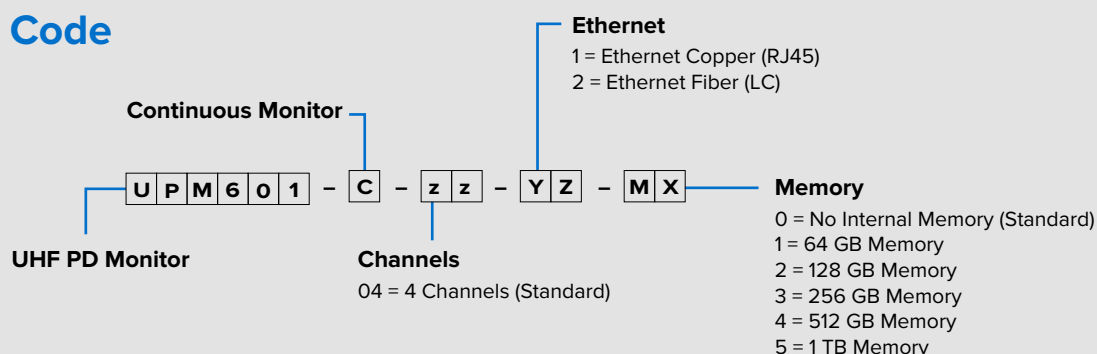 Code
Ethernet
1 = Ethernet Copper (RJ45)
2 = Ethernet Fiber (LC)
Continuous Monitor
U P M 6 0 1 – C – z z – Y Z – M X
UHF PD Monitor
Channels
04 = 4 Channels (Standard)
Memory
0 = No Internal Memory (Standard)
1 = 64 GB Memory
2 = 128 GB Memory
3 = 256 GB Memory
4 = 512 GB Memory
5 = 1 TB Memory